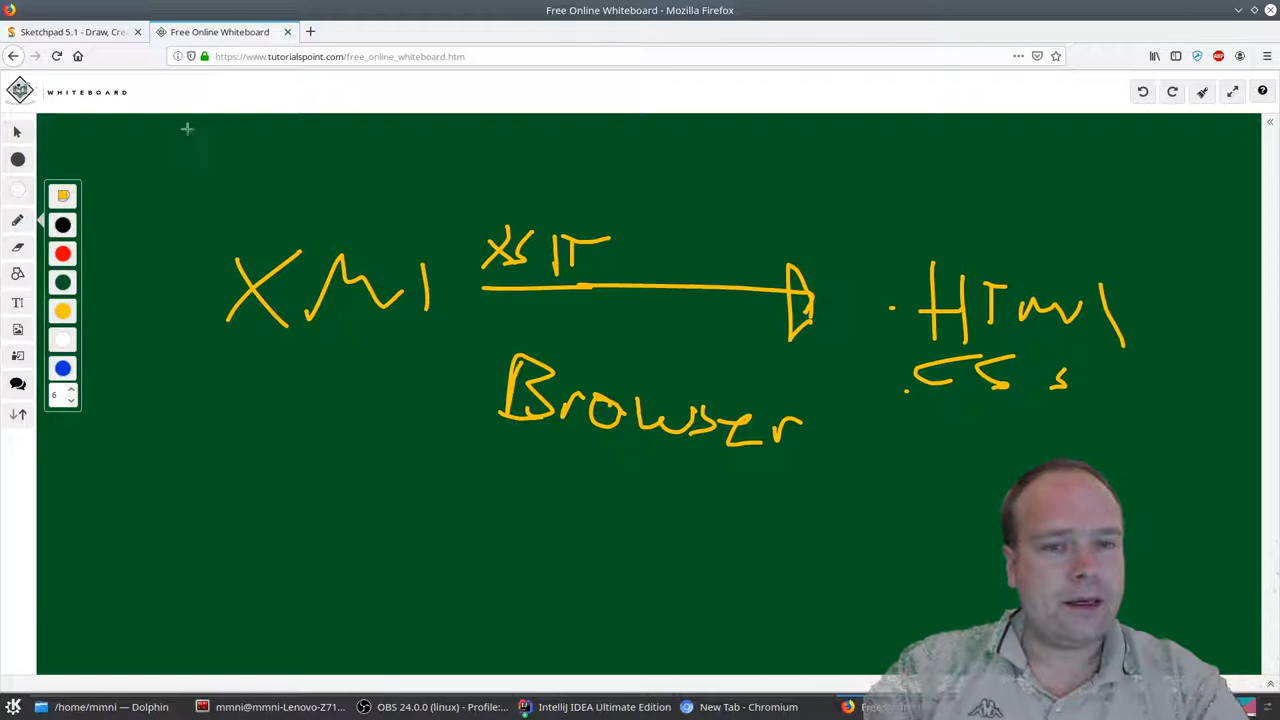 Free Online Whiteboard - Mozilla Firefox
Sketchpad 5.1 - Draw, Cre
Free Online Whiteboard
https://www.tutorialspoint.com/free_online_whiteboard.htm
ABP
WHITEBOARD
XMl
XSlT
HTMl
CSS s
Browser
T
6
/home/mmni — Dolphin
mmni@mmni-Lenovo-Z71
OBS 24.0.0 (linux) - Profile:...
IntelliJ IDEA Ultimate Edition
New Tab - Chromium